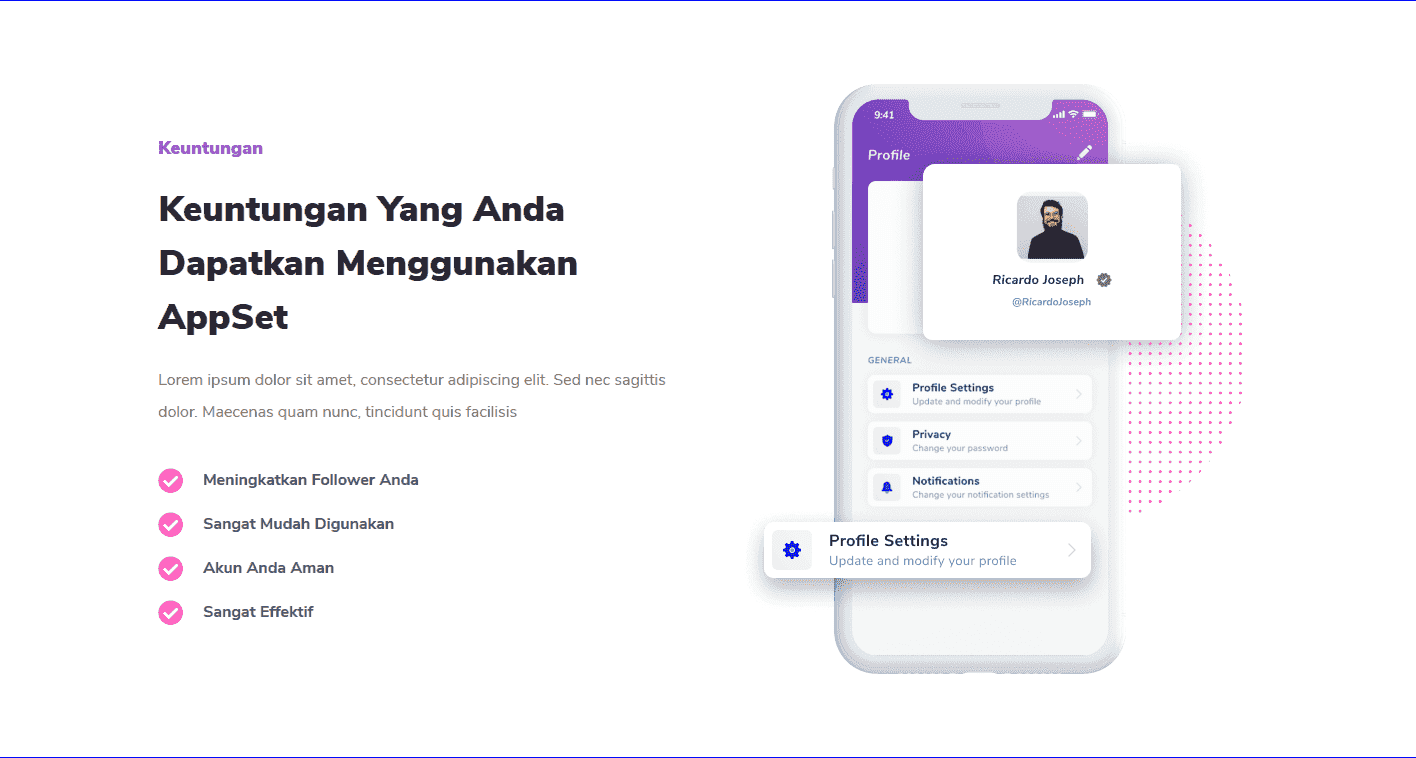 Keuntungan
Keuntungan Yang Anda
Dapatkan Menggunakan
AppSet
Lorem ipsum dolor sit amet, consectetur adipiscing elit. Sed nec sagittis
dolor. Maecenas quam nunc, tincidunt quis facilisis
Meningkatkan Follower Anda
Sangat Mudah Digunakan
Akun Anda Aman
Sangat Effektif
9:41
Profile
Ricardo Joseph
@RicardoJoseph
GENERAL
Profile Settings
Update and modify your profile
Privacy
Change your password
Notifications
Change your notification settings
Profile Settings
Update and modify your profile